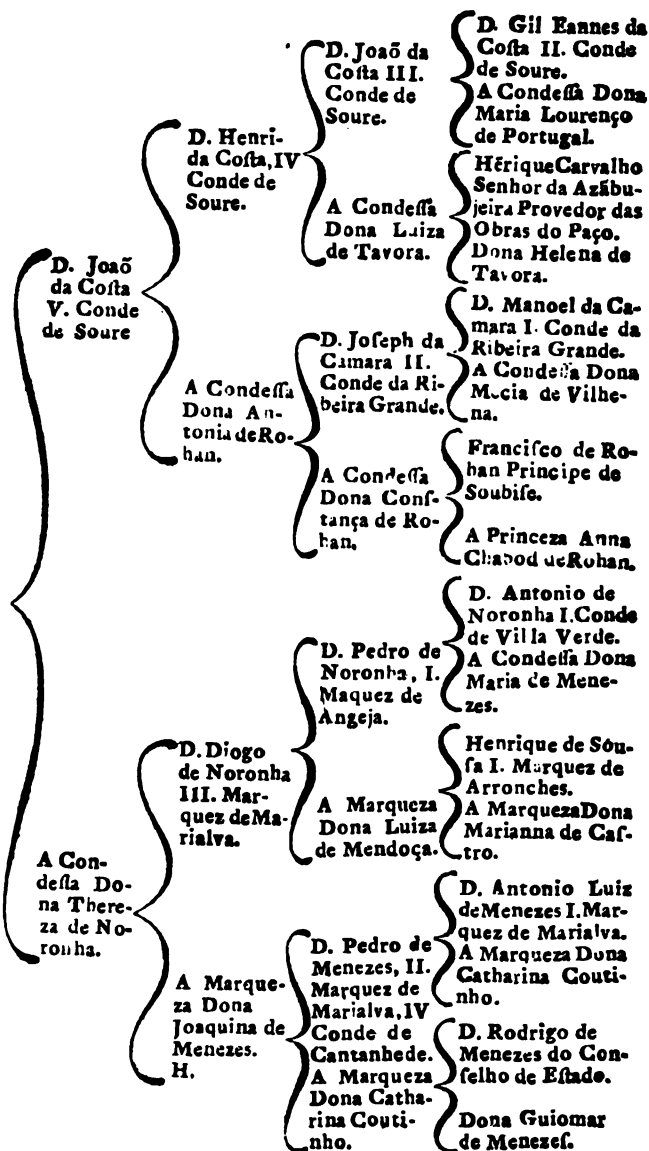 D. Joaõ
da Coſta
V. Conde
de Soure
A Con-
deſſa Do-
na There-
za de No-
ronha.
D. Henri-
da Coſta, IV
Conde de
Soure.
A Condeſſa
Dona An-
tonia de Ro-
han.
D. Diogo
de Noronha
III. Mar-
quez de Ma-
rialva.
A Marque-
za Dona
Joaquina de
Menezes.
H.
D. Joaõ da
Coſta III.
Conde de
Soure.
A Condeſſa
Dona Luiza
de Tavora.
D. Joſeph da
Camara II.
Conde da Ri-
beira Grande.
A Condeſſa
Dona Conſ-
tança de Ro-
han.
D. Pedro de
Noronha, I.
Maquez de
Angeja.
A Marqueza
Dona Luiza
de Mendoça.
D. Pedro de
Menezes, II.
Marquez de
Marialva, IV
Conde de
Cantanhede.
A Marqueza
Dona Catha-
rina Couti-
nho.
D. Gil Eannes da
Coſta II. Conde
de Soure.
A Condeſſa Dona
Maria Lourenço
de Portugal.
Hẽrique Carvalho
Senhor da Azãbu-
jeira Provedor das
Obras do Paço.
Dona Helena de
Tavora.
D. Manoel da Ca-
mara I. Conde da
Ribeira Grande.
A Condeſſa Dona
Mecia de Vilhe-
na.
Franciſco de Ro-
han Principe de
Soubiſe.
A Princeza Anna
Chabod de Rohan.
D. Antonio de
Noronha I. Conde
de Villa Verde.
A Condeſſa Dona
Maria de Mene-
zes.
Henrique de Sou-
ſa I. Marquez de
Arronches.
A Marqueza Dona
Marianna de Caſ-
tro.
D. Antonio Luiz
de Menezes I. Mar-
quez de Marialva.
A Marqueza Dona
Catharina Couti-
nho.
D. Rodrigo de
Menezes do Con-
ſelho de Eſtado.
Dona Guiomar
de Menezeſ.